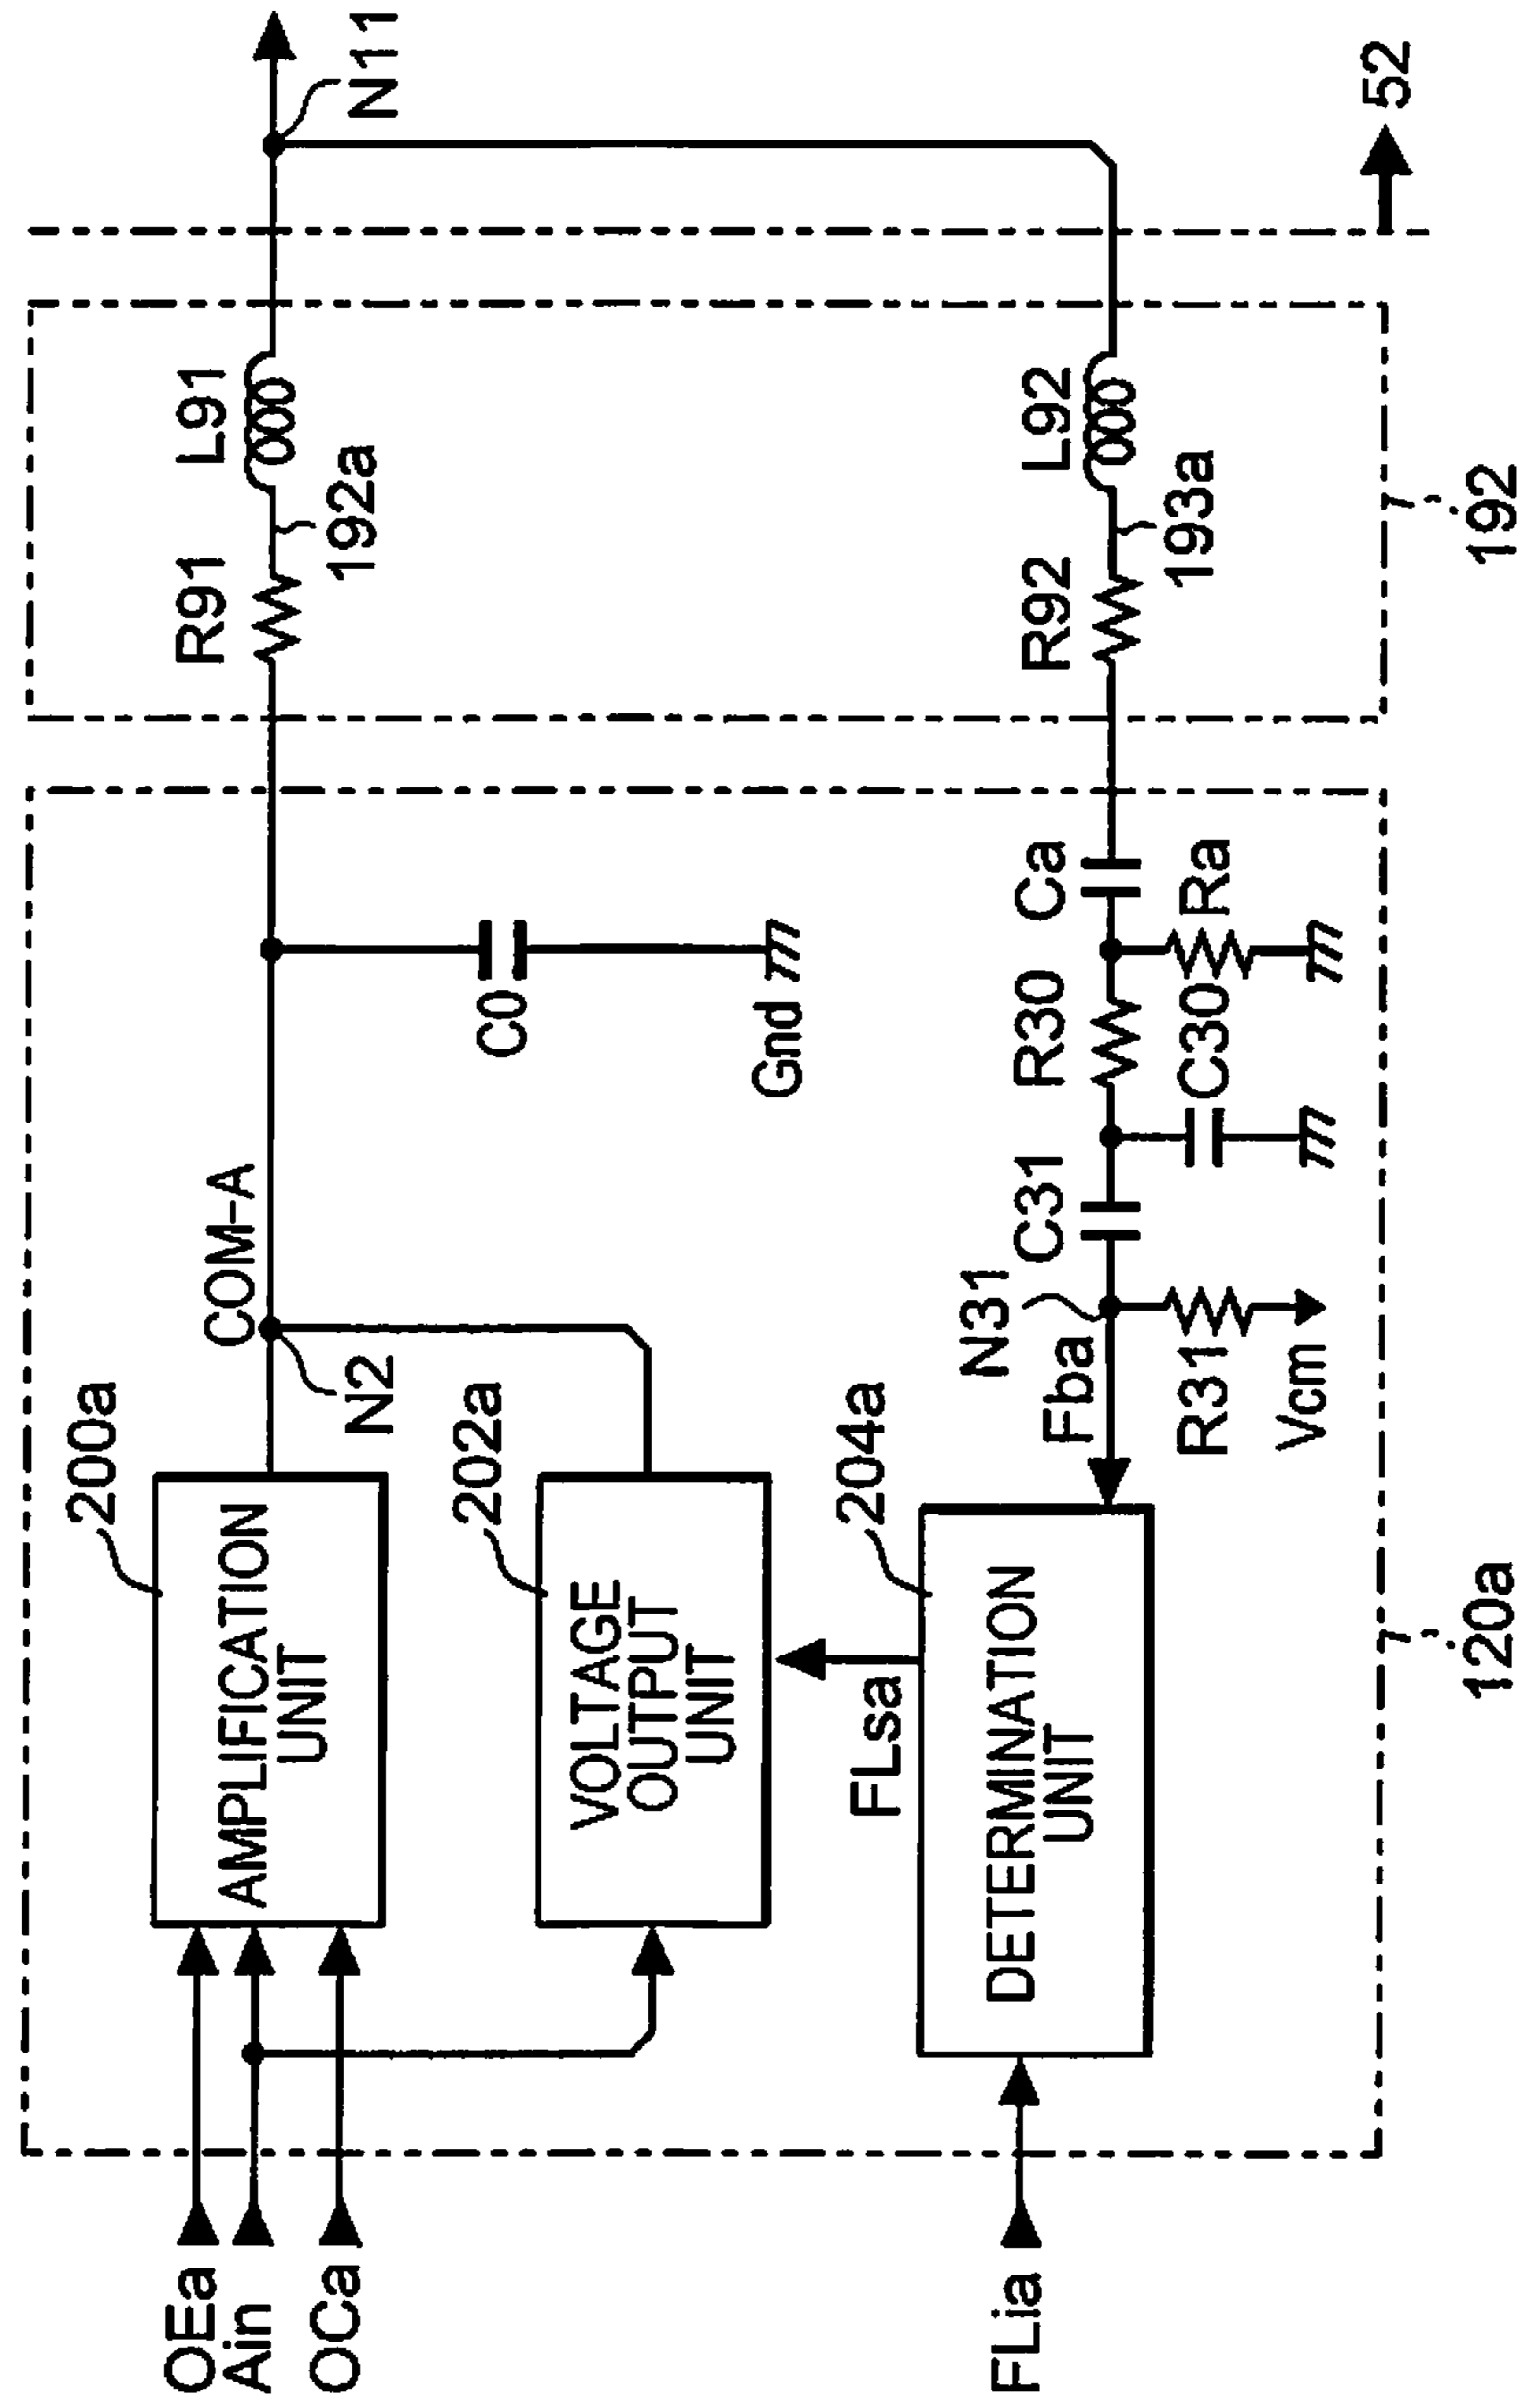 OEa
Ain
OCa
200a
AMPLIFICATION
UNIT
COM-A
N2
C0
Gnd
R91
L91
192a
N11
202a
VOLTAGE
OUTPUT
UNIT
FLsa
FLia
204a
DETERMINATION
UNIT
Fba
N31
C31
R30
Ca
R31
Vcm
C30
Ra
R92
L92
193a
120a
192
52